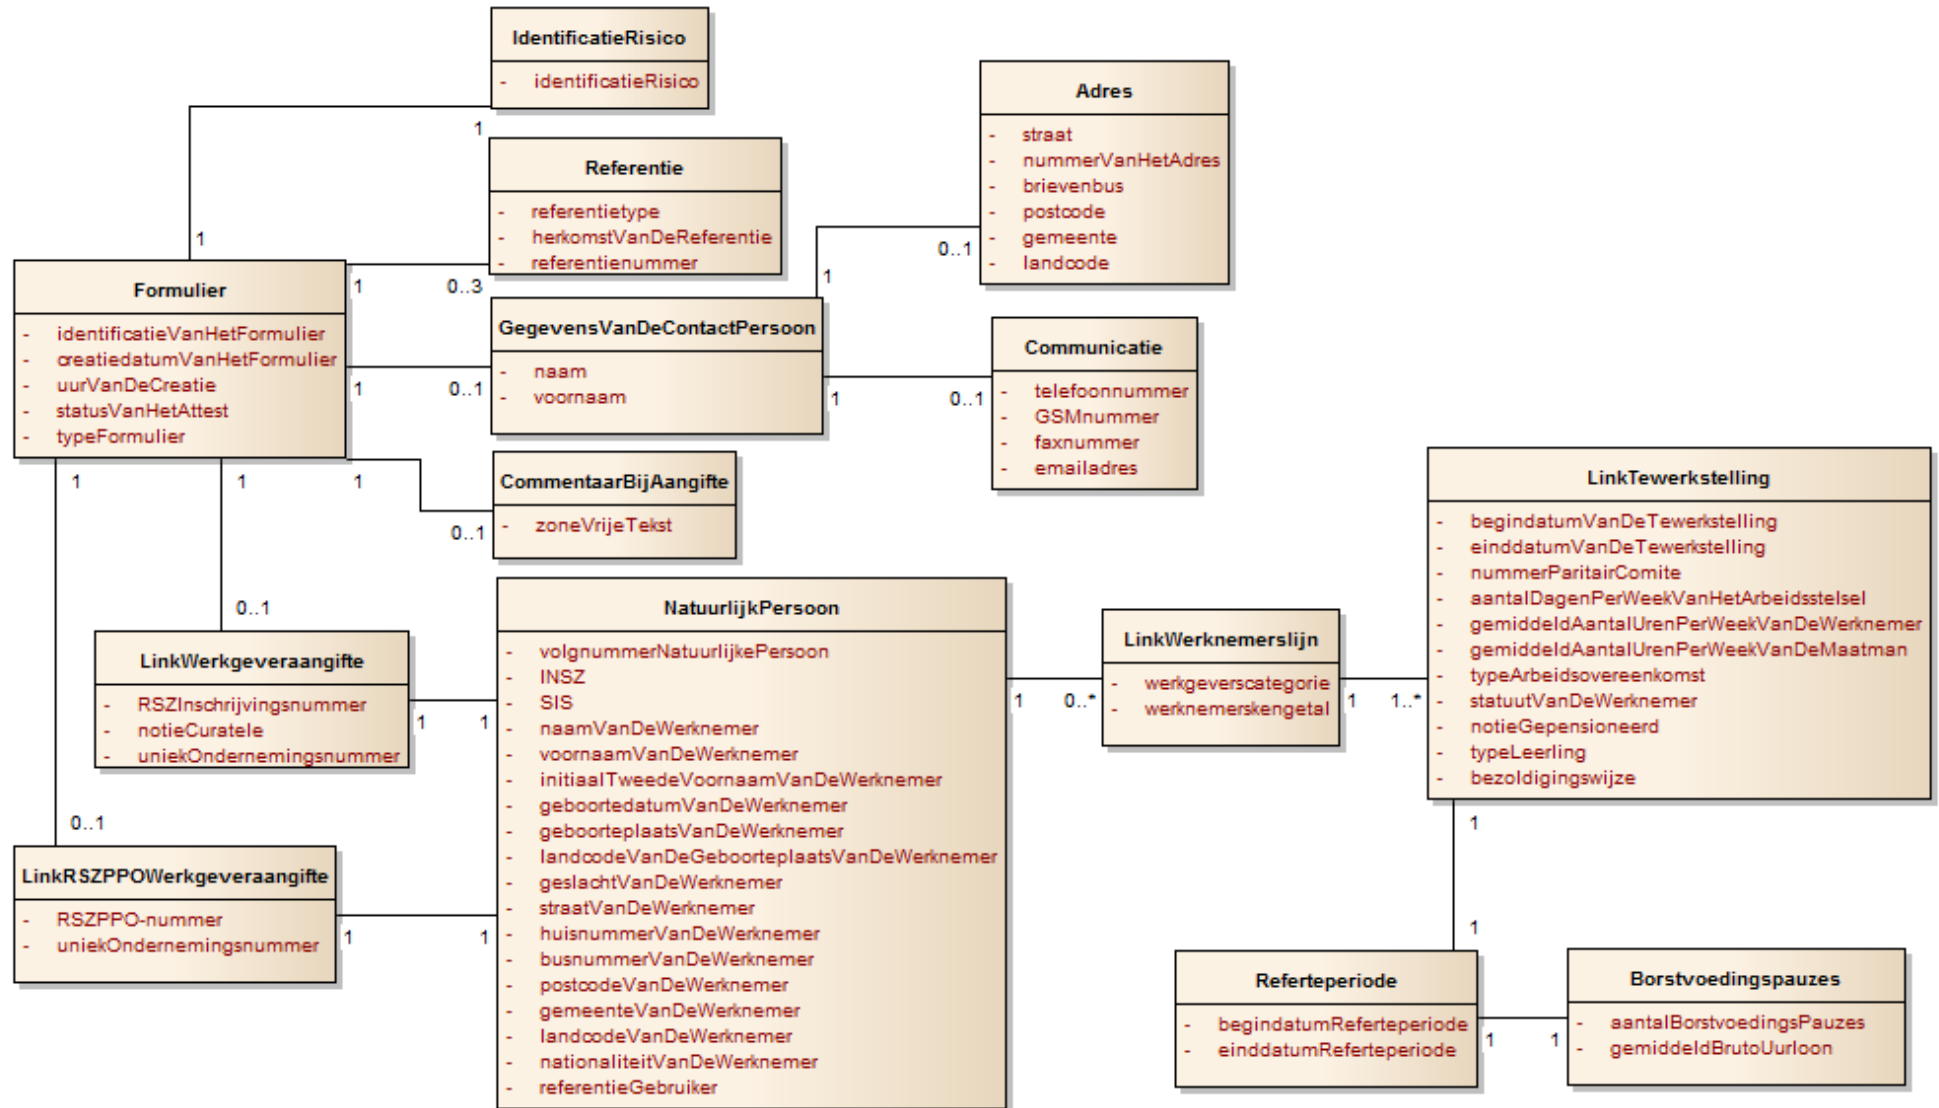 IdentificatieRisico
- identificatieRisico
1
1
Referentie
- referentietype
- herkomstVanDeReferentie
- referentienummer
1
0..3
Adres
- straat
- nummerVanHetAdres
- brievenbus
- postcode
- gemeente
- landcode
1
0..1
Formulier
- identificatieVanHetFormulier
- creatiedatumVanHetFormulier
- uurVanDeCreatie
- statusVanHetAttest
- typeFormulier
GegevensVanDeContactPersoon
- naam
- voornaam
1
0..1
Communicatie
- telefoonnummer
- GSMnummer
- faxnummer
- emailadres
1
0..1
1
1
1
CommentaarBijAangifte
- zoneVrijeTekst
0..1
LinkTewerkstelling
- begindatumVanDeTewerkstelling
- einddatumVanDeTewerkstelling
- nummerParitairComite
- aantalDagenPerWeekVanHetArbeidsstelsel
- gemiddeldAantalUrenPerWeekVanDeWerknemer
- gemiddeldAantalUrenPerWeekVanDeMaatman
- typeArbeidsovereenkomst
- statuutVanDeWerknemer
- notieGepensioneerd
- typeLeerling
- bezoldigingswijze
0..1
LinkWerkgeveraangifte
- RSZInschrijvingsnummer
- notieCuratele
- uniekOndernemingsnummer
1
1
NatuurlijkPersoon
- volgnummerNatuurlijkePersoon
- INSZ
- SIS
- naamVanDeWerknemer
- voornaamVanDeWerknemer
- initiaalTweedeVoornaamVanDeWerknemer
- geboortedatumVanDeWerknemer
- geboorteplaatsVanDeWerknemer
- landcodeVanDeGeboorteplaatsVanDeWerknemer
- geslachtVanDeWerknemer
- straatVanDeWerknemer
- huisnummerVanDeWerknemer
- busnummerVanDeWerknemer
- postcodeVanDeWerknemer
- gemeenteVanDeWerknemer
- landcodeVanDeWerknemer
- nationaliteitVanDeWerknemer
- referentieGebruiker
1
0..*
LinkWerknemerslijn
- werkgeverscategorie
- werknemerskengetal
1
1..*
0..1
LinkRSZPPOWerkgeveraangifte
- RSZPPO-nummer
- uniekOndernemingsnummer
1
1
1
1
Referteperiode
- begindatumReferteperiode
- einddatumReferteperiode
1
1
Borstvoedingspauzes
- aantalBorstvoedingsPauzes
- gemiddeldBrutoUurloon